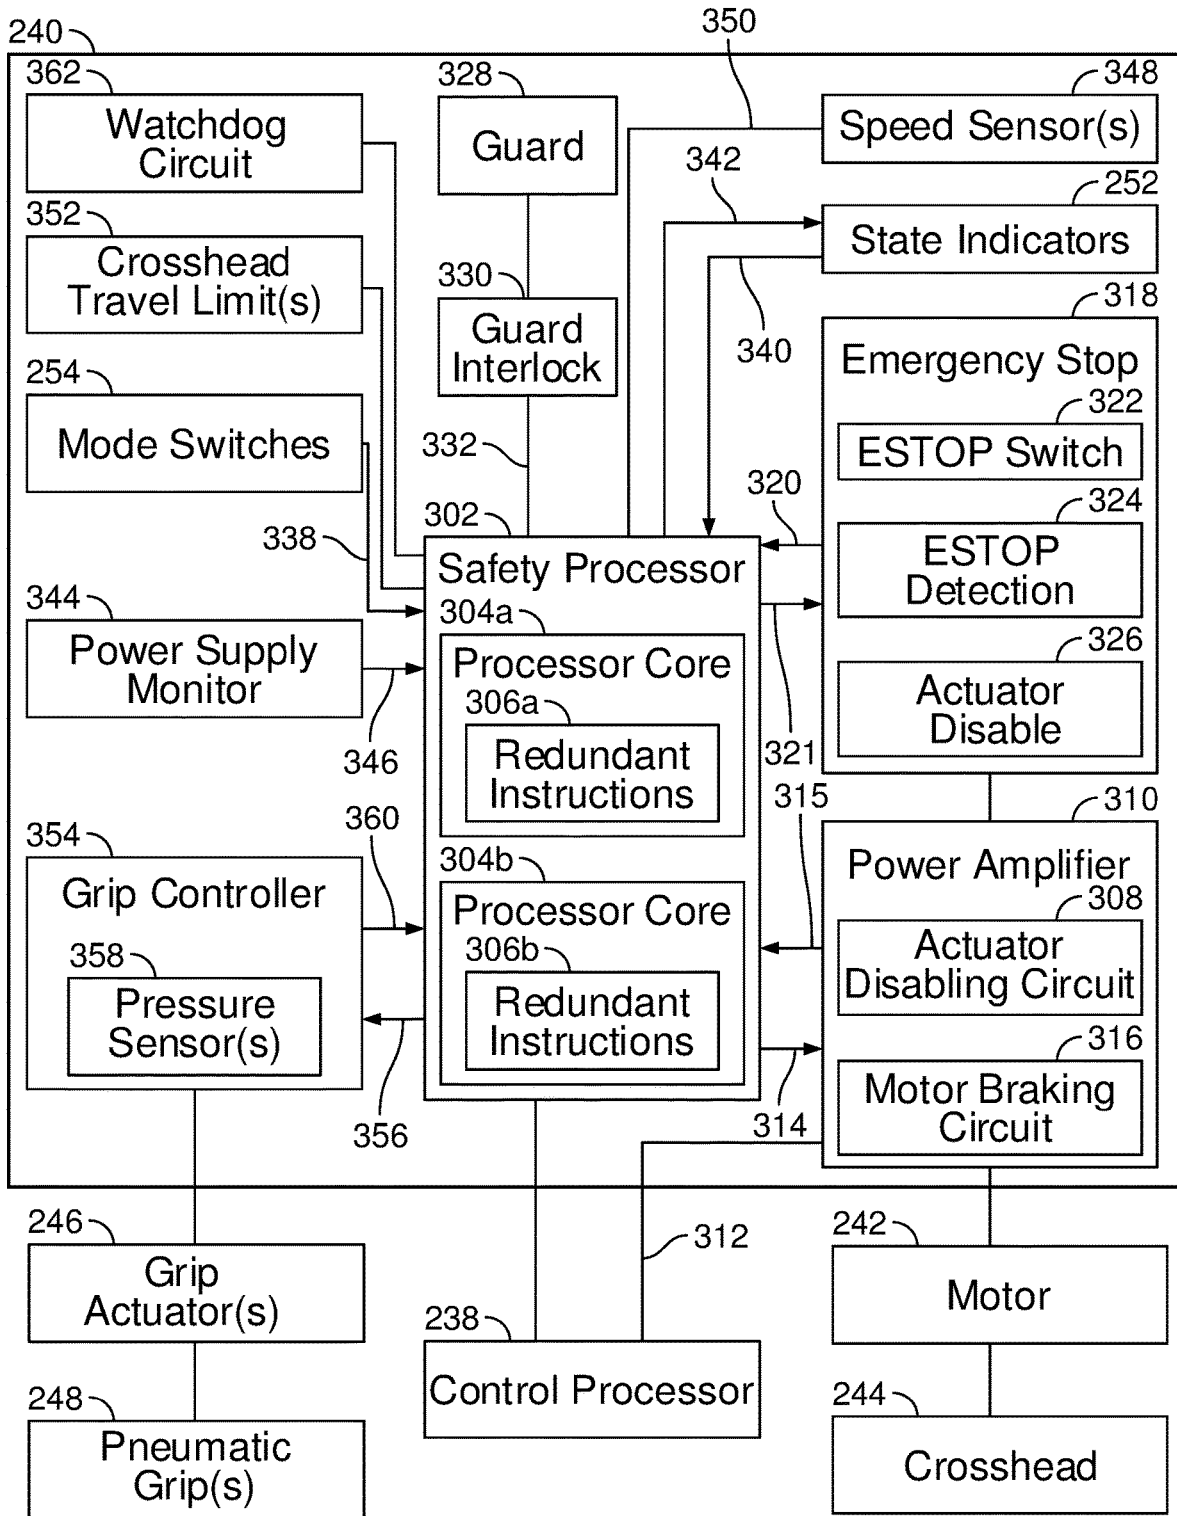 240
350
362
Watchdog
Circuit
328
Guard
348
Speed Sensor(s)
342
352
Crosshead
Travel Limit(s)
252
State Indicators
340
330
Guard
Interlock
332
254
Mode Switches
338
318
Emergency Stop
322
ESTOP Switch
320
324
ESTOP
Detection
321
326
Actuator
Disable
302
Safety Processor
304a
Processor Core
306a
Redundant
Instructions
304b
Processor Core
306b
Redundant
Instructions
344
Power Supply
Monitor
346
354
Grip Controller
360
358
Pressure
Sensor(s)
356
315
310
Power Amplifier
308
Actuator
Disabling Circuit
314
316
Motor Braking
Circuit
246
Grip
Actuator(s)
248
Pneumatic
Grip(s)
312
238
Control Processor
242
Motor
244
Crosshead